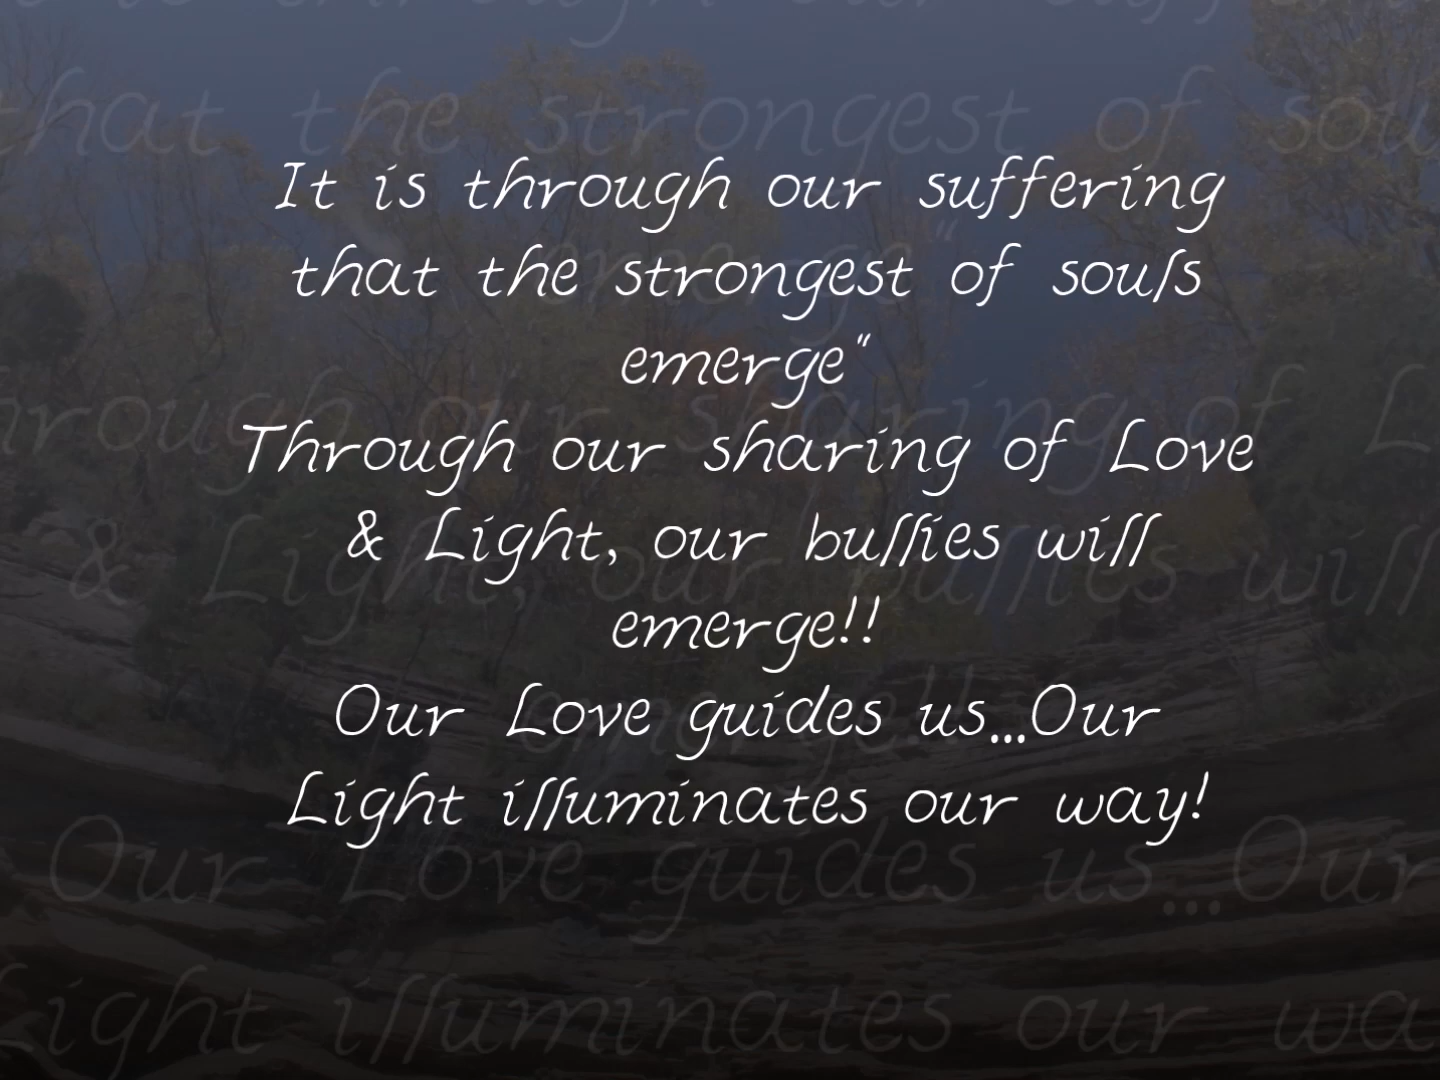 It is through our suffering
that the strongest of souls
emerge"
Through our sharing of Love
& Light, our bullies will
emerge!!
Our Love guides us...Our
Light illuminates our way!